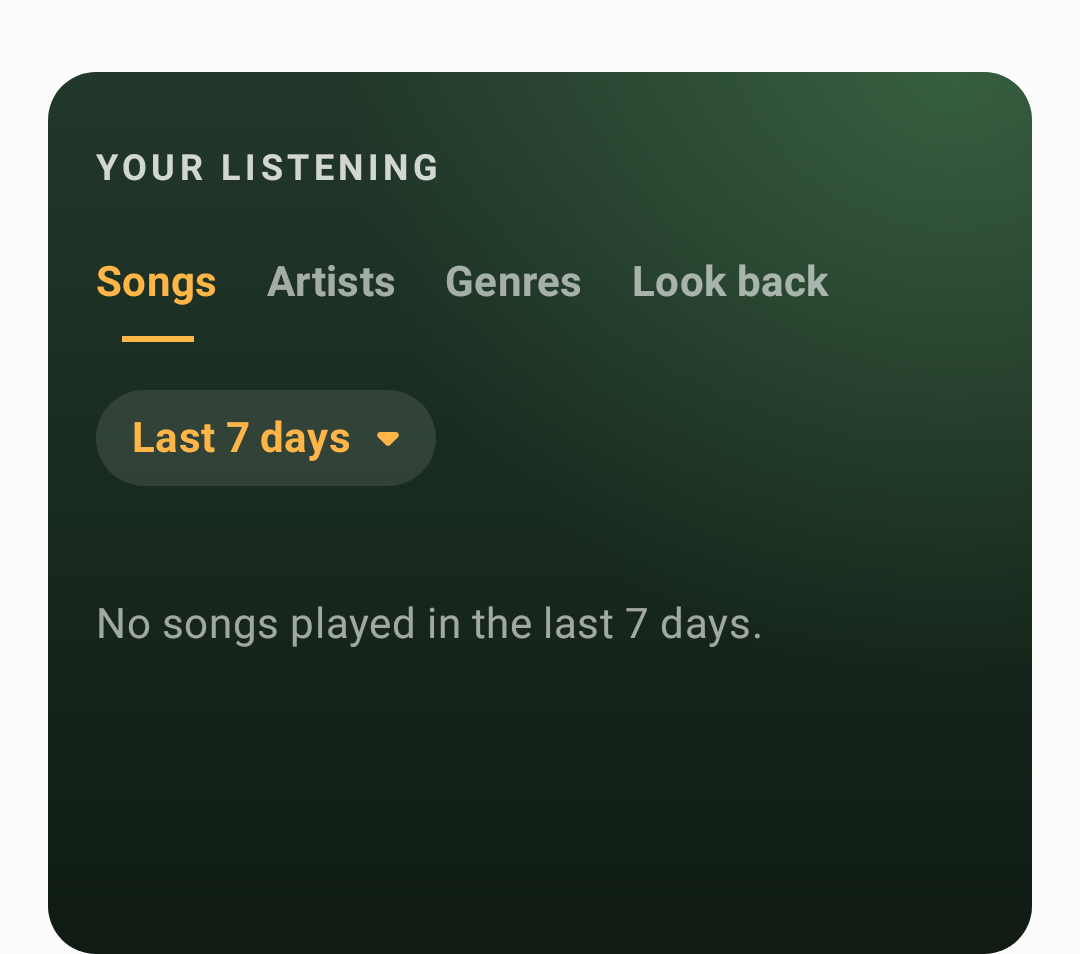 YOUR LISTENING
Songs Artists Genres Look back
Last 7 days
No songs played in the last 7 days.